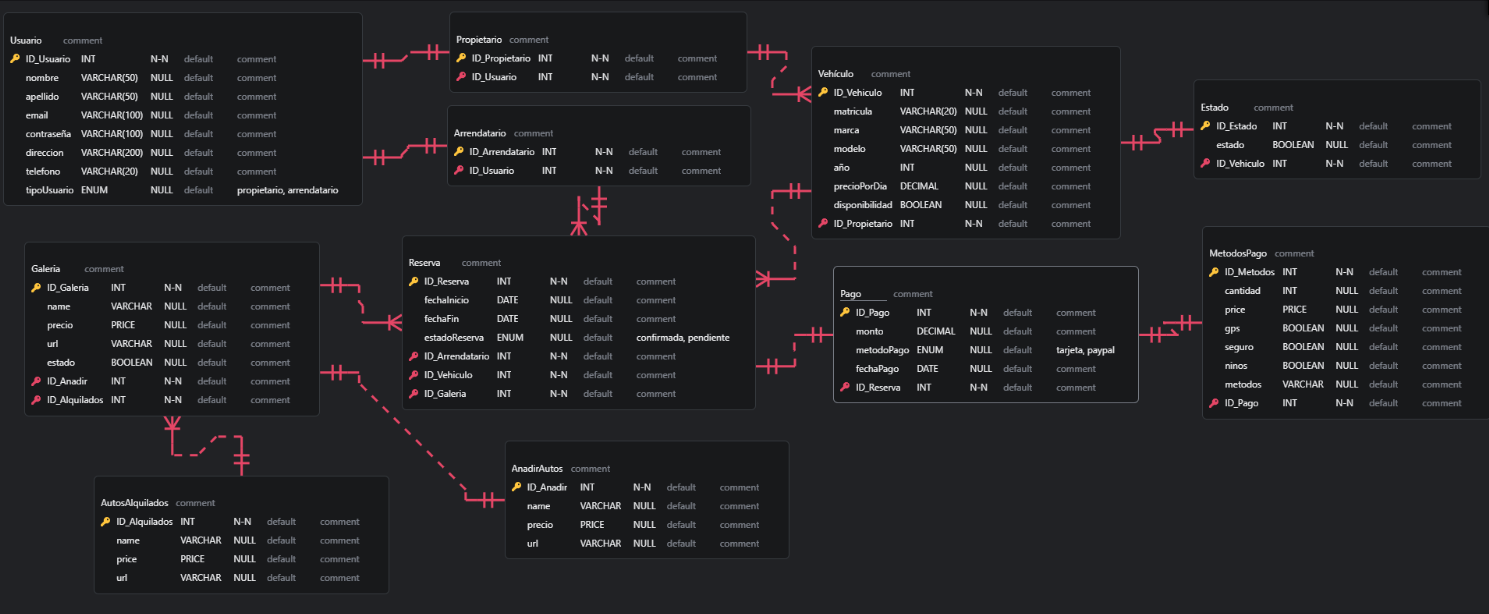 Usuario comment
ID_Usuario INT N-N default comment
nombre VARCHAR(50) NULL default comment
apellido VARCHAR(50) NULL default comment
email VARCHAR(100) NULL default comment
contraseña VARCHAR(100) NULL default comment
direccion VARCHAR(200) NULL default comment
telefono VARCHAR(20) NULL default comment
tipoUsuario ENUM NULL default propietario, arrendatario
Propietario comment
ID_Propietario INT N-N default comment
ID_Usuario INT N-N default comment
Arrendatario comment
ID_Arrendatario INT N-N default comment
ID_Usuario INT N-N default comment
Vehículo comment
ID_Vehiculo INT N-N default comment
matricula VARCHAR(20) NULL default comment
marca VARCHAR(50) NULL default comment
modelo VARCHAR(50) NULL default comment
año INT NULL default comment
precioPorDia DECIMAL NULL default comment
disponibilidad BOOLEAN NULL default comment
ID_Propietario INT N-N default comment
Estado comment
ID_Estado INT N-N default comment
estado BOOLEAN NULL default comment
ID_Vehiculo INT N-N default comment
Galeria comment
ID_Galeria INT N-N default comment
name VARCHAR NULL default comment
precio PRICE NULL default comment
url VARCHAR NULL default comment
estado BOOLEAN NULL default comment
ID_Anadir INT N-N default comment
ID_Alquilados INT N-N default comment
Reserva comment
ID_Reserva INT N-N default comment
fechaInicio DATE NULL default comment
fechaFin DATE NULL default comment
estadoReserva ENUM NULL default confirmada, pendiente
ID_Arrendatario INT N-N default comment
ID_Vehiculo INT N-N default comment
ID_Galeria INT N-N default comment
Pago comment
ID_Pago INT N-N default comment
monto DECIMAL NULL default comment
metodoPago ENUM NULL default tarjeta, paypal
fechaPago DATE NULL default comment
ID_Reserva INT N-N default comment
MetodosPago comment
ID_Metodos INT N-N default comment
cantidad INT NULL default comment
price PRICE NULL default comment
gps BOOLEAN NULL default comment
seguro BOOLEAN NULL default comment
ninos BOOLEAN NULL default comment
metodos VARCHAR NULL default comment
ID_Pago INT N-N default comment
AutosAlquilados comment
ID_Alquilados INT N-N default comment
name VARCHAR NULL default comment
price PRICE NULL default comment
url VARCHAR NULL default comment
AnadirAutos comment
ID_Anadir INT N-N default comment
name VARCHAR NULL default comment
precio PRICE NULL default comment
url VARCHAR NULL default comment